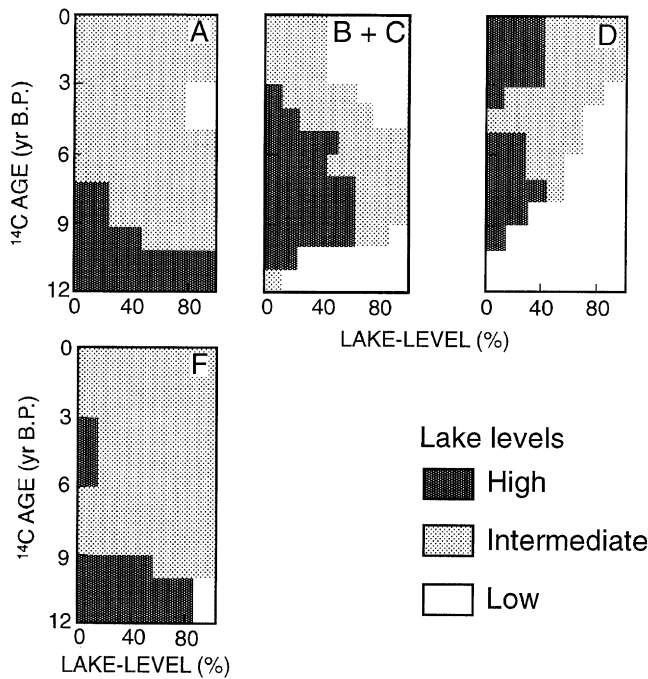 A
B + C
D
0
3
6
9
12
¹⁴C AGE (yr B.P.)
0 40 80
0 40 80
0 40 80
LAKE-LEVEL (%)
F
0
3
6
9
12
¹⁴C AGE (yr B.P.)
0 40 80
LAKE-LEVEL (%)
Lake levels
High
Intermediate
Low